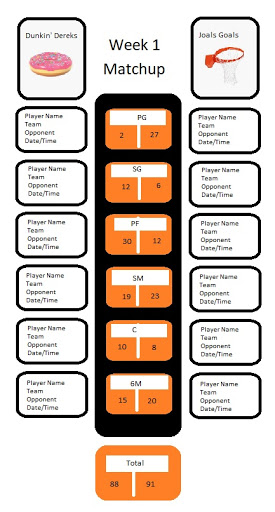 Dunkin' Dereks
Week 1
Matchup
Joals Goals
Player Name
Team
Opponent
Date/Time
PG
2 27
Player Name
Team
Opponent
Date/Time
Player Name
Team
Opponent
Date/Time
SG
12 6
Player Name
Team
Opponent
Date/Time
Player Name
Team
Opponent
Date/Time
PF
30 12
Player Name
Team
Opponent
Date/Time
Player Name
Team
Opponent
Date/Time
SM
19 23
Player Name
Team
Opponent
Date/Time
Player Name
Team
Opponent
Date/Time
C
10 8
Player Name
Team
Opponent
Date/Time
Player Name
Team
Opponent
Date/Time
6M
15 20
Player Name
Team
Opponent
Date/Time
Total
88 91